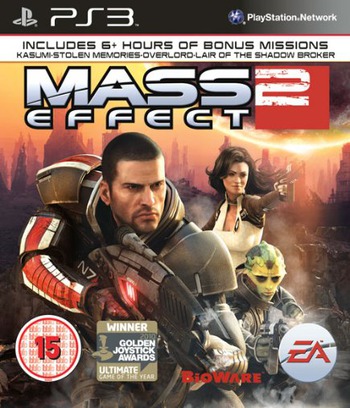 PS3
PlayStation®Network
INCLUDES 6+ HOURS OF BONUS MISSIONS
KASUMI-STOLEN MEMORIES•OVERLORD•LAIR OF THE SHADOW BROKER
MASS 2
EFFECT
N7
15
WINNER
GOLDEN
JOYSTICK
AWARDS
ULTIMATE
GAME OF THE YEAR
BIOWARE
EA